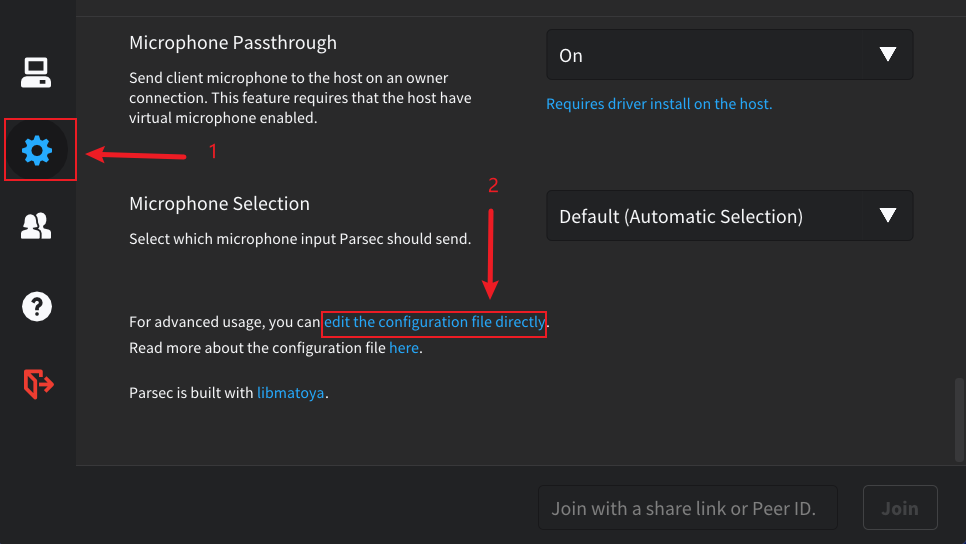 Microphone Passthrough
On
Send client microphone to the host on an owner
connection. This feature requires that the host have
virtual microphone enabled.
Requires driver install on the host.
1
2
Microphone Selection
Default (Automatic Selection)
Select which microphone input Parsec should send.
For advanced usage, you can edit the configuration file directly.
Read more about the configuration file here.
Parsec is built with libmatoya.
Join with a share link or Peer ID.
Join